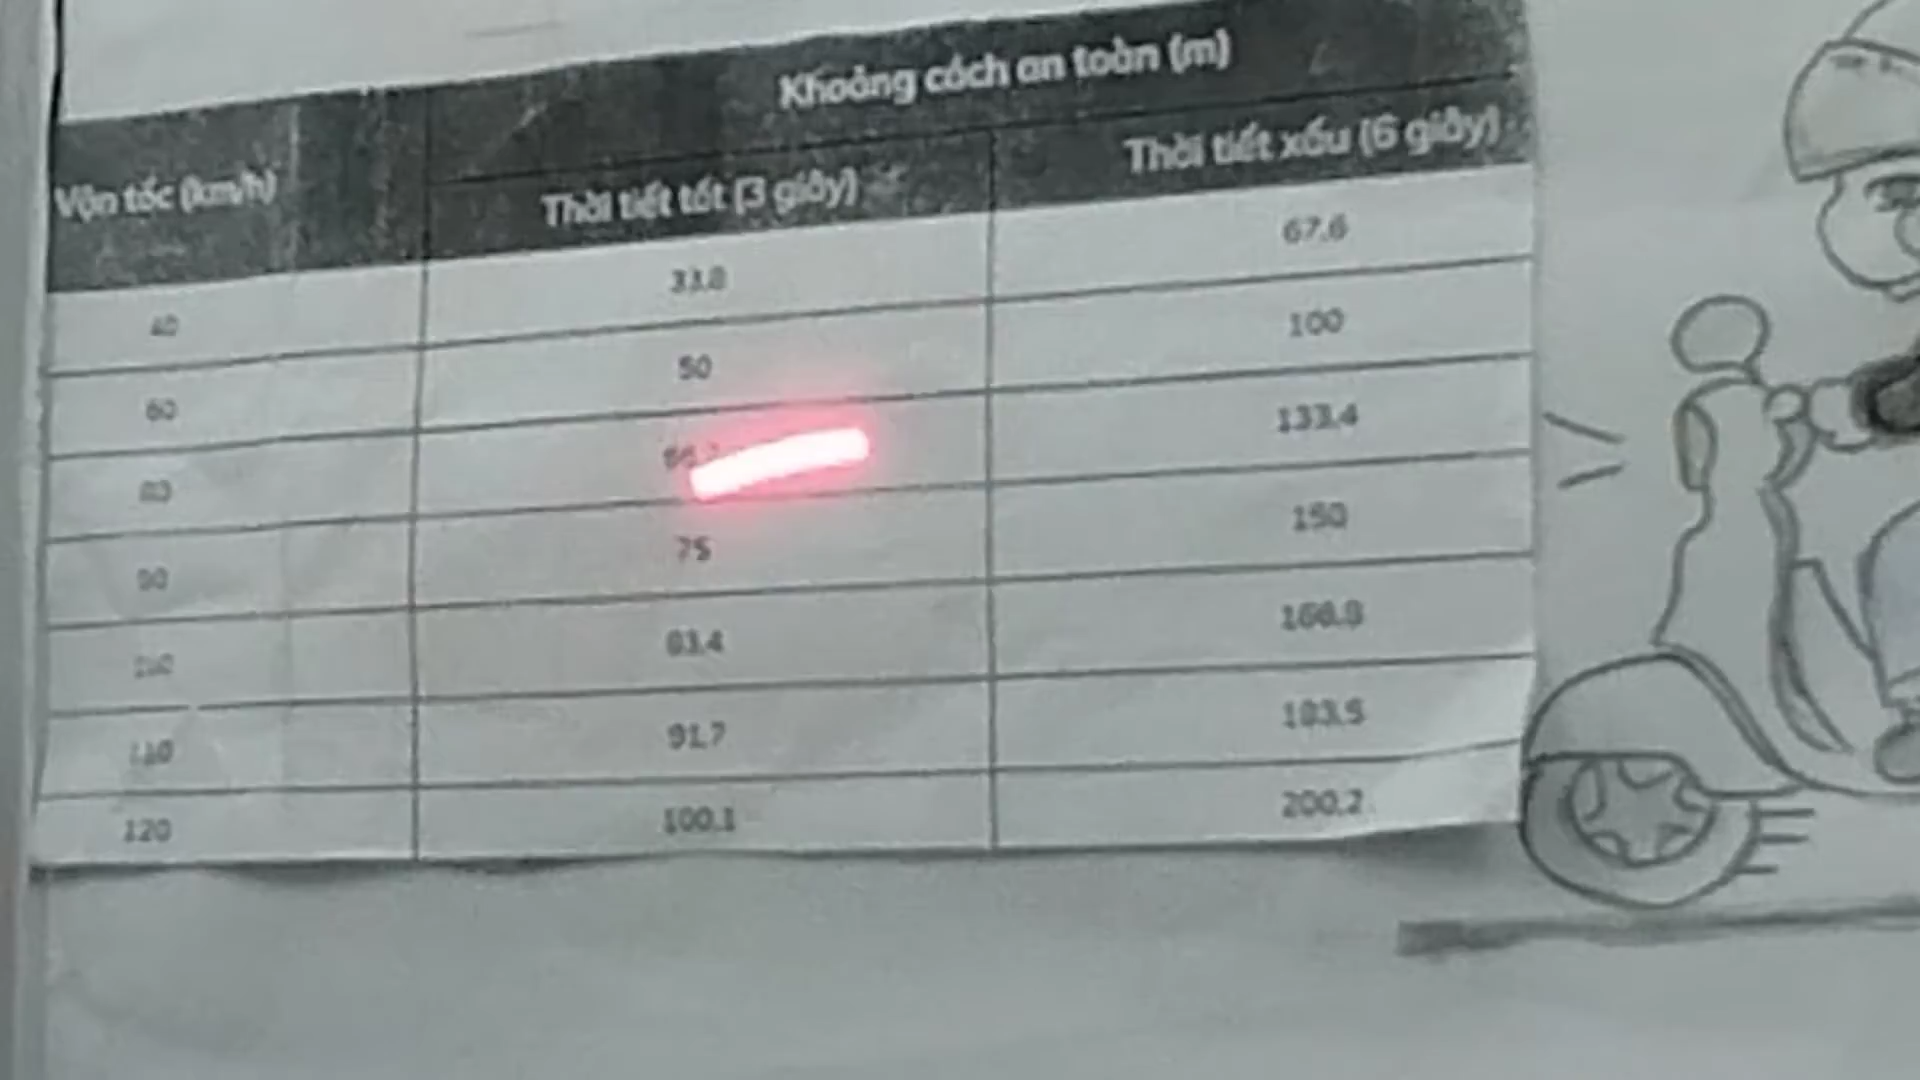 Khoảng cách an toàn (m)
Vận tốc (km/h) Thời tiết tốt (3 giây) Thời tiết xấu (6 giây)
40 33.8 67.6
60 50 100
80 133.4
90 75 150
100 83.4 166.8
110 91.7 183.5
120 100.1 200.2